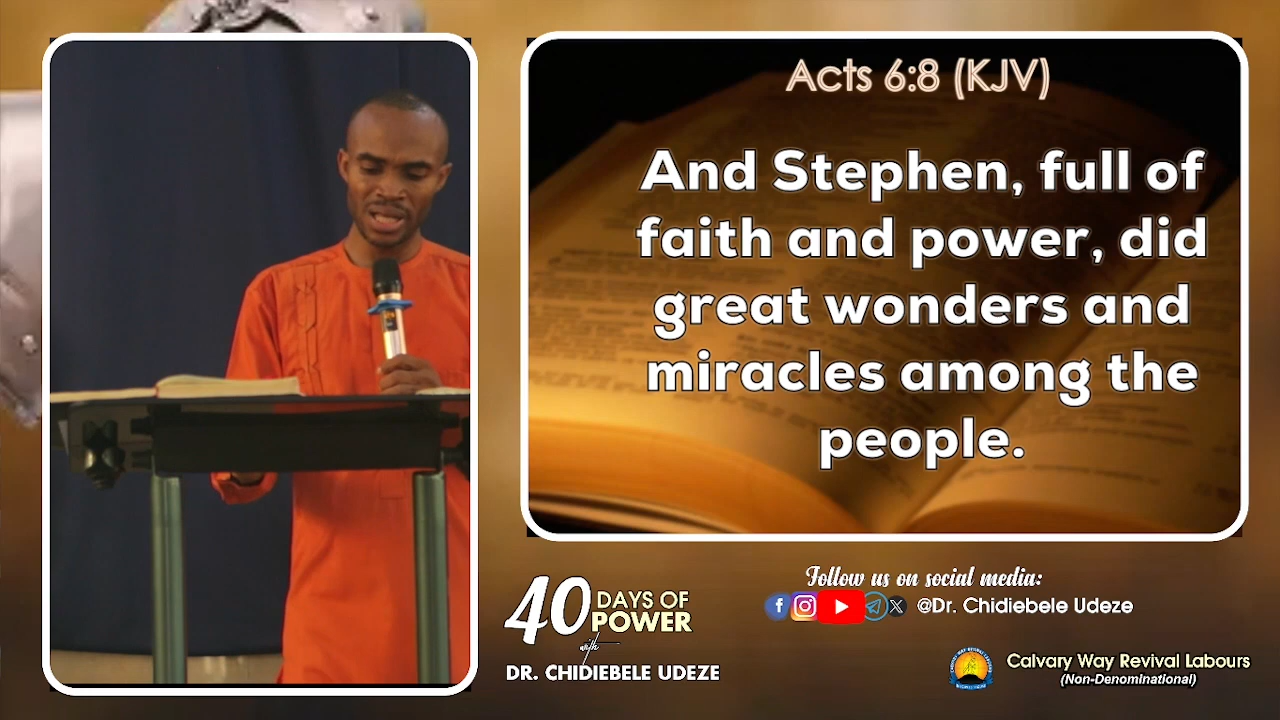 Acts 6:8 (KJV)
And Stephen, full of
faith and power, did
great wonders and
miracles among the
people.
40 DAYS OF
POWER
with
DR. CHIDIEBELE UDEZE
Follow us on social media:
@Dr. Chidiebele Udeze
Calvary Way Revival Labours
(Non-Denominational)